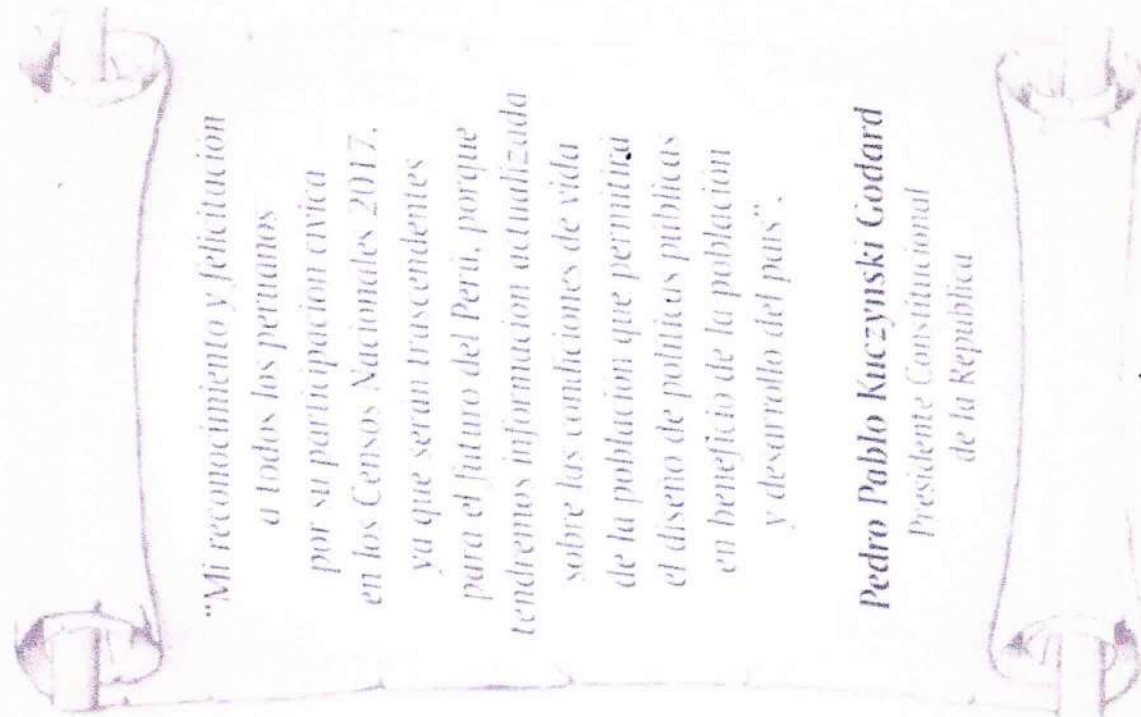 "Mi reconocimiento y felicitación
a todos los peruanos
por su participación cívica
en los Censos Nacionales 2017,
ya que serán trascendentes
para el futuro del Perú, porque
tendremos información actualizada
sobre las condiciones de vida
de la población que permitirá
el diseño de políticas públicas
en beneficio de la población
y desarrollo del país".
Pedro Pablo Kuczynski Godard
Presidente Constitucional
de la República